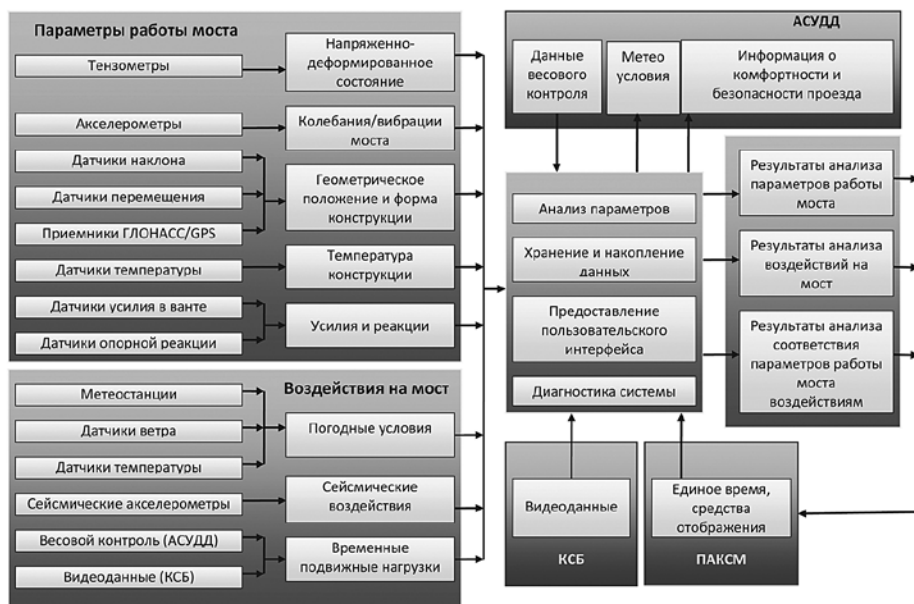 Параметры работы моста
Тензометры
Напряженно-
деформированное
состояние
Акселерометры
Колебания/вибрации
моста
Датчики наклона
Датчики перемещения
Приемники ГЛОНАСС/GPS
Геометрическое
положение и форма
конструкции
Датчики температуры
Температура
конструкции
Датчики усилия в ванте
Датчики опорной реакции
Усилия и реакции
Воздействия на мост
Метеостанции
Датчики ветра
Датчики температуры
Погодные условия
Сейсмические акселерометры
Сейсмические
воздействия
Весовой контроль (АСУДД)
Видеоданные (КСБ)
Временные
подвижные нагрузки
АСУДД
Данные
весового
контроля
Метео
условия
Информация о
комфортности и
безопасности проезда
Анализ параметров
Хранение и накопление
данных
Предоставление
пользовательского
интерфейса
Диагностика системы
Результаты анализа
параметров работы
моста
Результаты анализа
воздействий на
мост
Результаты анализа
соответствия
параметров работы
моста
воздействиям
Видеоданные
КСБ
Единое время,
средства
отображения
ПАКСМ